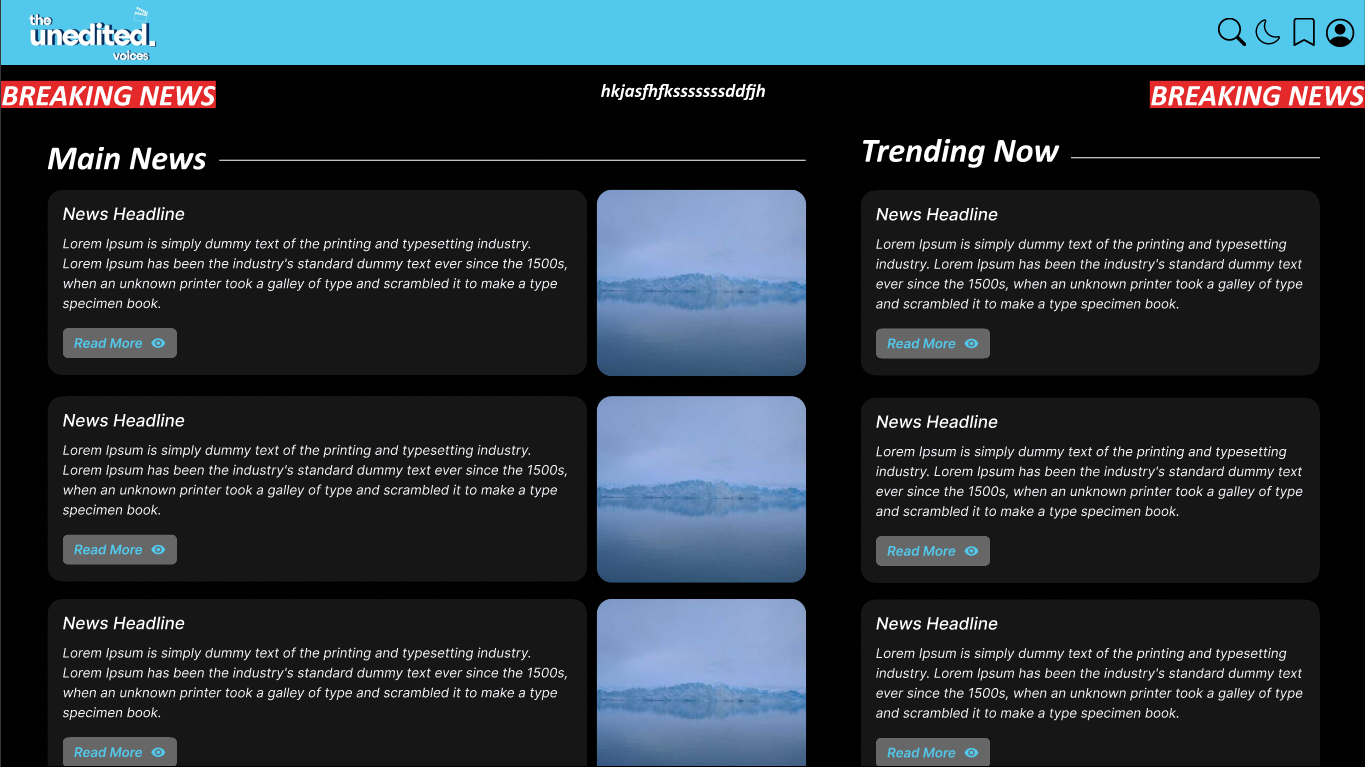 the
unedited.
voices
BREAKING NEWS
hkjasfhfksssssssddfjh
BREAKING NEWS
Main News
News Headline
Lorem Ipsum is simply dummy text of the printing and typesetting industry.
Lorem Ipsum has been the industry's standard dummy text ever since the 1500s,
when an unknown printer took a galley of type and scrambled it to make a type
specimen book.
Read More
News Headline
Lorem Ipsum is simply dummy text of the printing and typesetting industry.
Lorem Ipsum has been the industry's standard dummy text ever since the 1500s,
when an unknown printer took a galley of type and scrambled it to make a type
specimen book.
Read More
News Headline
Lorem Ipsum is simply dummy text of the printing and typesetting industry.
Lorem Ipsum has been the industry's standard dummy text ever since the 1500s,
when an unknown printer took a galley of type and scrambled it to make a type
specimen book.
Read More
Trending Now
News Headline
Lorem Ipsum is simply dummy text of the printing and typesetting
industry. Lorem Ipsum has been the industry's standard dummy text
ever since the 1500s, when an unknown printer took a galley of type
and scrambled it to make a type specimen book.
Read More
News Headline
Lorem Ipsum is simply dummy text of the printing and typesetting
industry. Lorem Ipsum has been the industry's standard dummy text
ever since the 1500s, when an unknown printer took a galley of type
and scrambled it to make a type specimen book.
Read More
News Headline
Lorem Ipsum is simply dummy text of the printing and typesetting
industry. Lorem Ipsum has been the industry's standard dummy text
ever since the 1500s, when an unknown printer took a galley of type
and scrambled it to make a type specimen book.
Read More